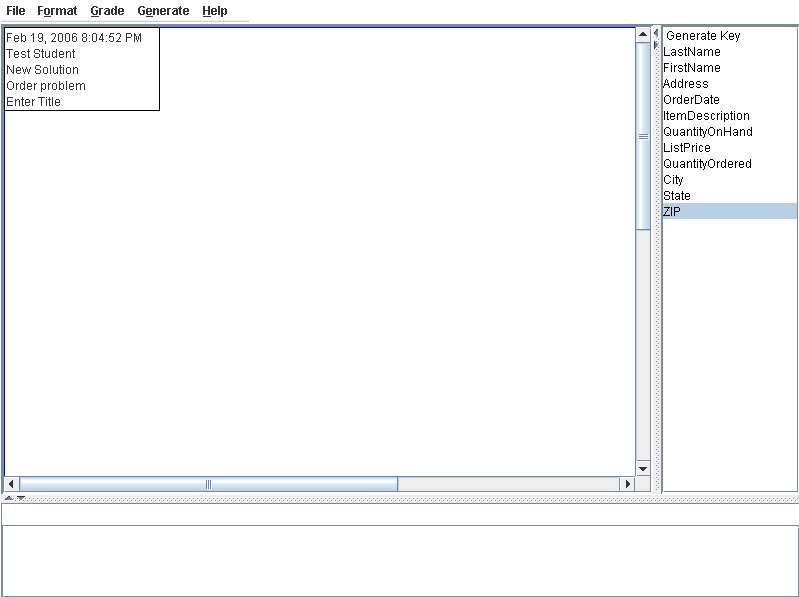 File Format Grade Generate Help
Feb 19, 2006 8:04:52 PM
Test Student
New Solution
Order problem
Enter Title
Generate Key
LastName
FirstName
Address
OrderDate
ItemDescription
QuantityOnHand
ListPrice
QuantityOrdered
City
State
ZIP